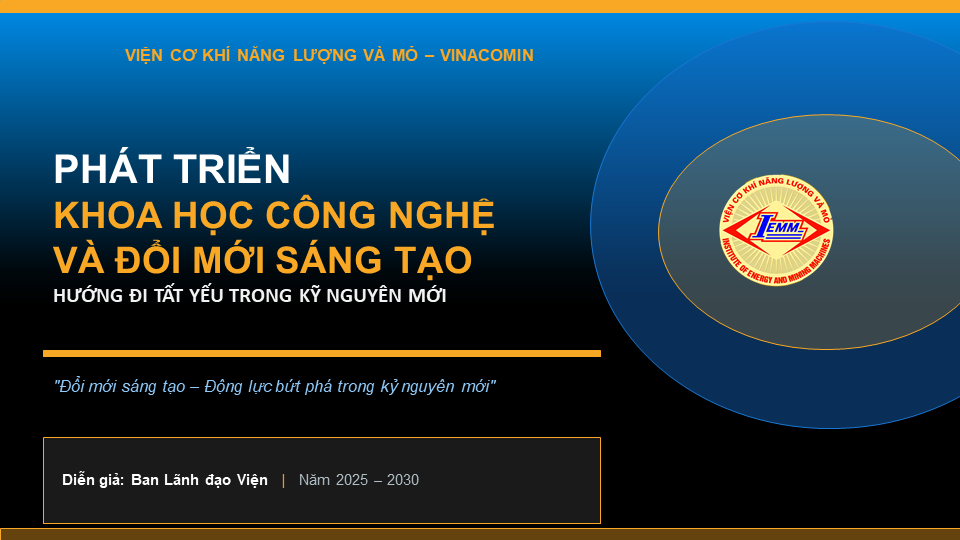 VIỆN CƠ KHÍ NĂNG LƯỢNG VÀ MỎ – VINACOMIN
PHÁT TRIỂN
KHOA HỌC CÔNG NGHỆ
VÀ ĐỔI MỚI SÁNG TẠO
HƯỚNG ĐI TẤT YẾU TRONG KỸ NGUYÊN MỚI
VIỆN CƠ KHÍ NĂNG LƯỢNG VÀ MỎ
IEMM
INSTITUTE OF ENERGY AND MINING MACHINES
"Đổi mới sáng tạo – Động lực bứt phá trong kỷ nguyên mới"
Diễn giả: Ban Lãnh đạo Viện | Năm 2025 – 2030